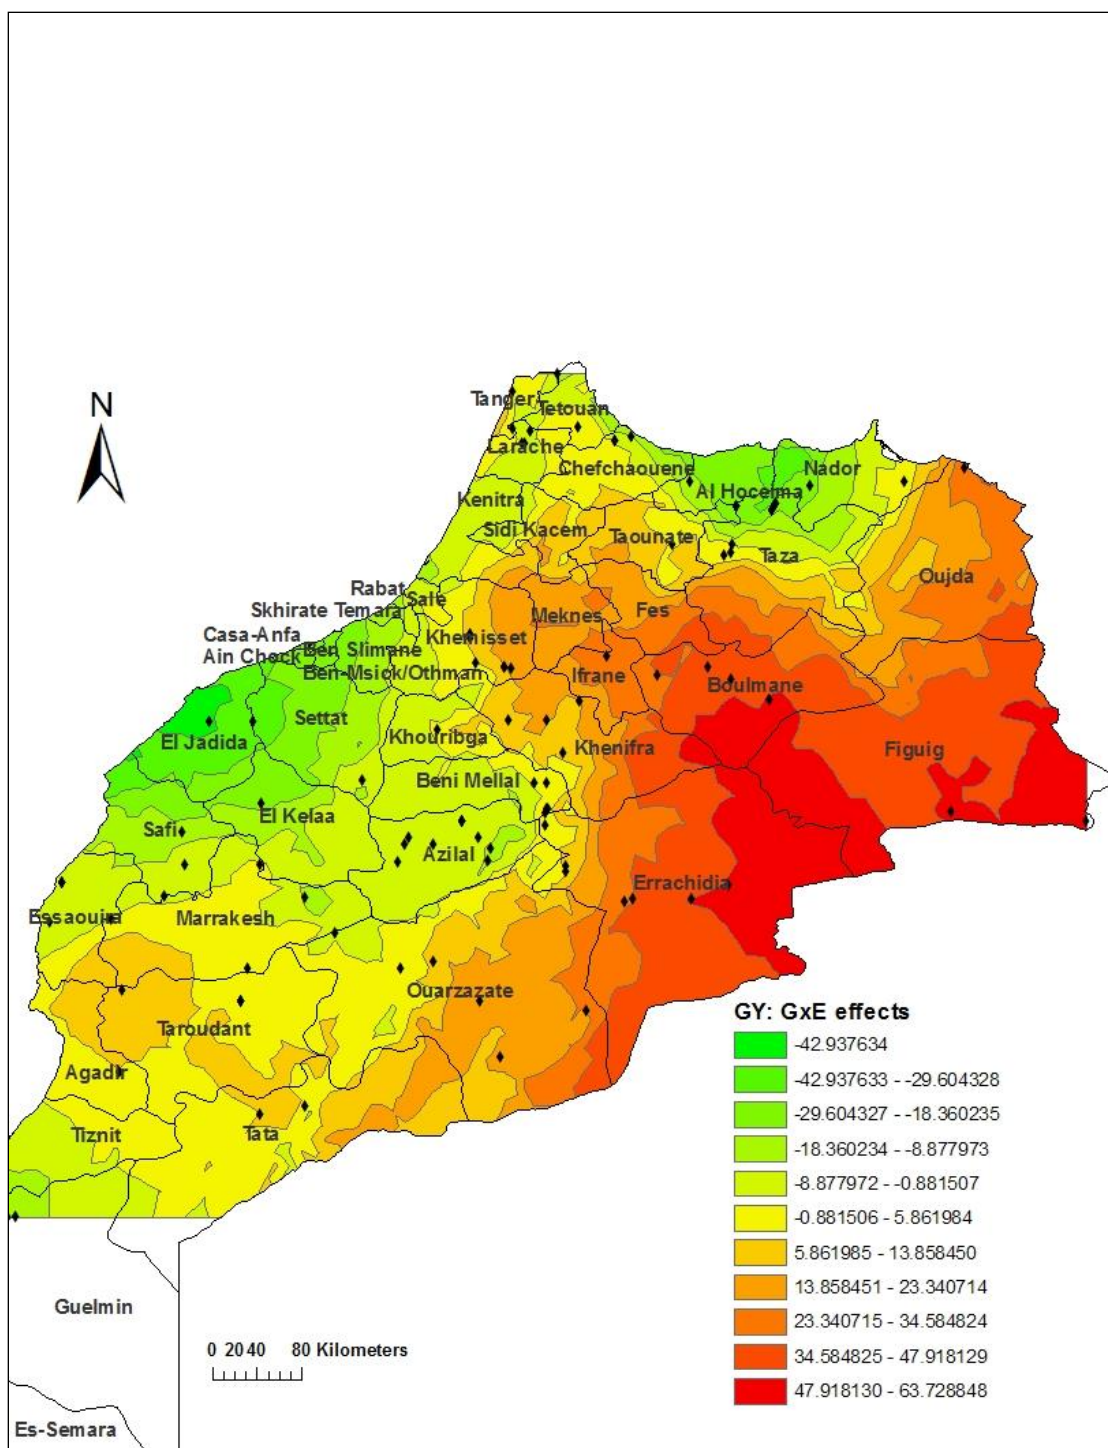 N
Tanger
Tetouan
Larache
Chefchaouene
Nador
Al Hoceima
Kenitra
Sidi Kacem
Taounate
Taza
Oujda
Rabat
Sale
Skhirate Temara
Meknes
Fes
Casa-Anfa
Khemisset
Ain Chock
Ben Slimane
Ben-Msick/Othman
Ifrane
Boulmane
Settat
El Jadida
Khouribga
Khenifra
Figuig
Beni Mellal
El Kelaa
Safi
Azilal
Errachidia
Essaouira
Marrakesh
Ouarzazate
Taroudant
Agadir
Tiznit
Tata
GY: GxE effects
-42.937634
-42.937633 - -29.604328
-29.604327 - -18.360235
-18.360234 - -8.877973
-8.877972 - -0.881507
-0.881506 - 5.861984
5.861985 - 13.858450
13.858451 - 23.340714
23.340715 - 34.584824
34.584825 - 47.918129
47.918130 - 63.728848
Guelmin
0 20 40 80 Kilometers
Es-Semara